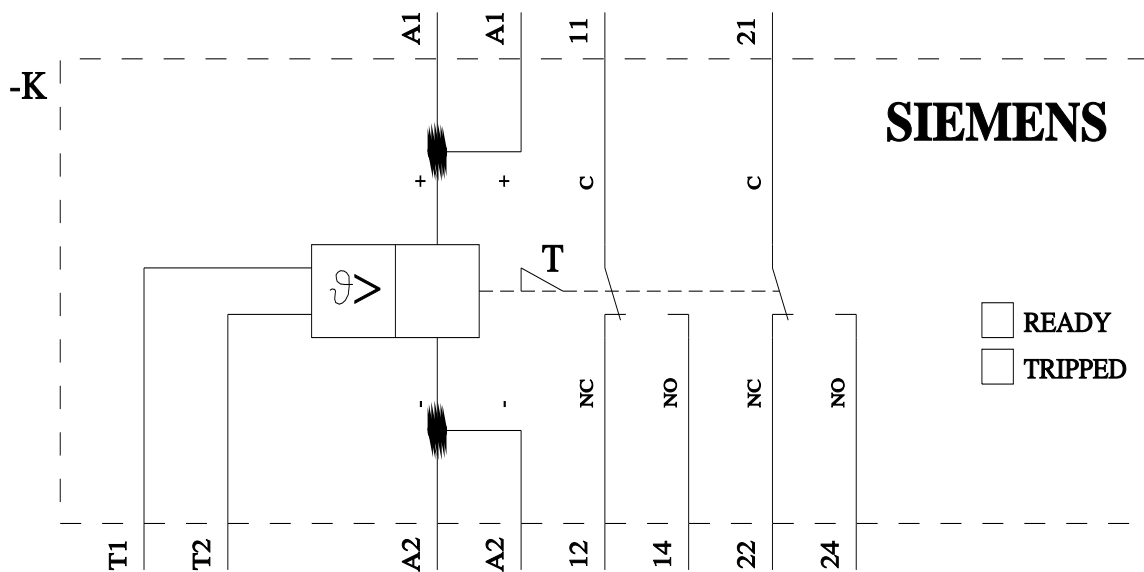 A1
A1
11
21
-K
SIEMENS
+
+
C
C
T
ϑ>
READY
TRIPPED
-
-
NC
NO
NC
NO
T1
T2
A2
A2
12
14
22
24